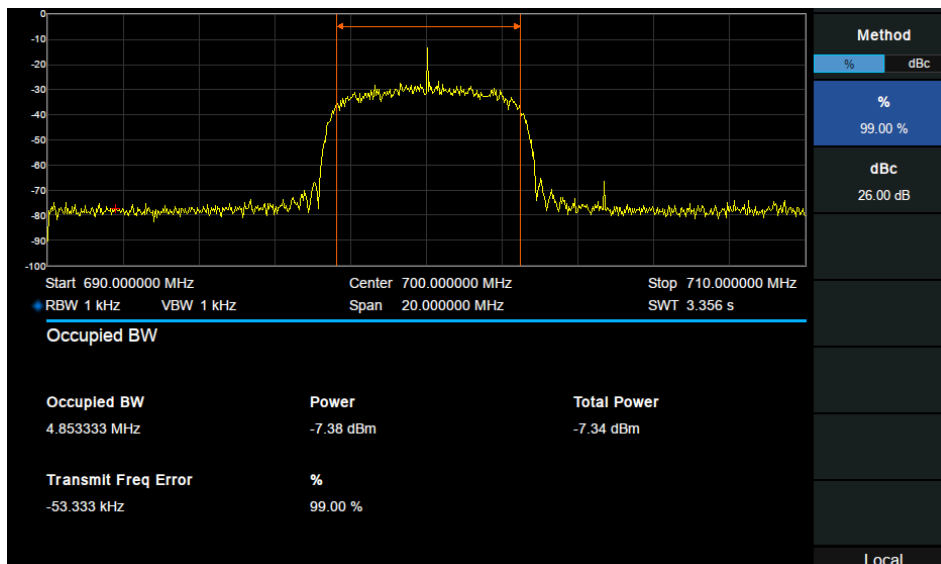 0
-10
-20
-30
-40
-50
-60
-70
-80
-90
-100
Start 690.000000 MHz Center 700.000000 MHz Stop 710.000000 MHz
RBW 1 kHz VBW 1 kHz Span 20.000000 MHz SWT 3.356 s
Occupied BW
Occupied BW Power Total Power
4.853333 MHz -7.38 dBm -7.34 dBm
Transmit Freq Error %
-53.333 kHz 99.00 %
Method
% dBc
%
99.00 %
dBc
26.00 dB
Local